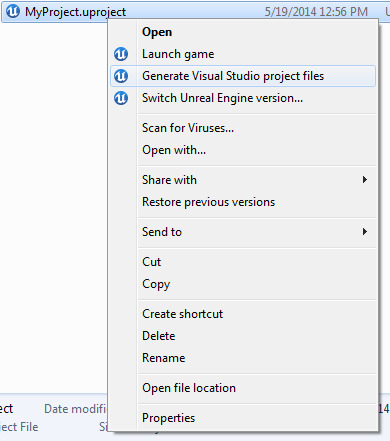 MyProject.uproject 5/19/2014 12:56 PM
Open
Launch game
Generate Visual Studio project files
Switch Unreal Engine version...
Scan for Viruses...
Open with...
Share with
Restore previous versions
Send to
Cut
Copy
Create shortcut
Delete
Rename
Open file location
Properties
ect Date modifi 14
ject File Si